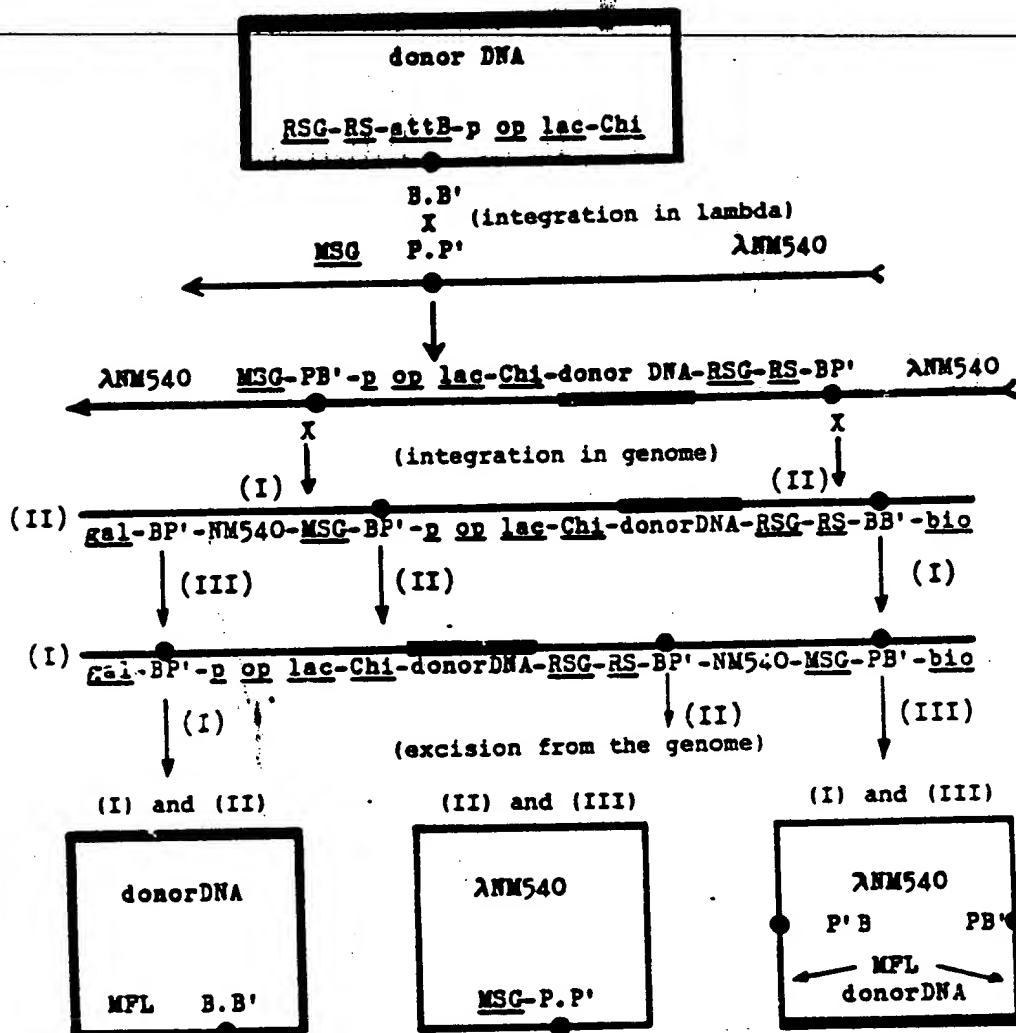 donor DNA
RSG-RS-attB-p op lac-Chi
B.B'
X (integration in lambda)
MSG P.P' λNM540
λNM540 MSG-PB'-p op lac-Chi-donor DNA-RSG-RS-BP' λNM540
X X
(integration in genome)
(I) (II)
(II) gal-BP'-NM540-MSG-BP'-p op lac-Chi-donorDNA-RSG-RS-BB'-bio
(III) (II) (I)
(I) gal-BP'-p op lac-Chi-donorDNA-RSG-RS-BP'-NM540-MSG-PB'-bio
(I) (II) (III)
(excision from the genome)
(I) and (II) (II) and (III) (I) and (III)
donorDNA λNM540 λNM540
P'B PB'
MFL
donorDNA
MFL B.B' MSG-P.P'